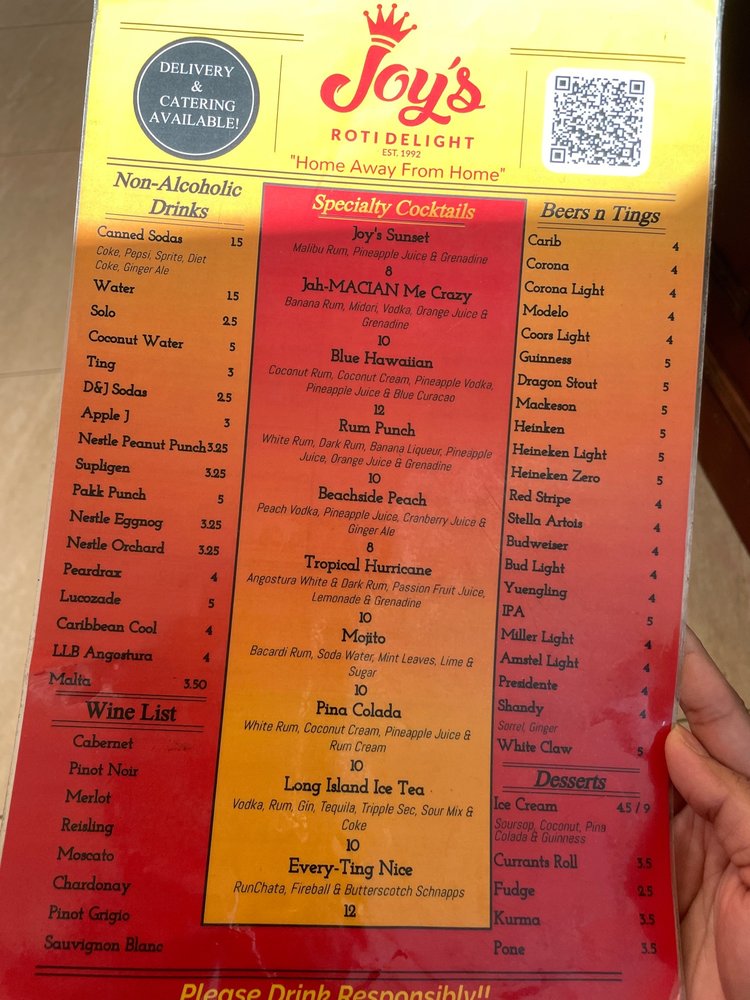 DELIVERY
&
CATERING
AVAILABLE!
Joy's
ROTI DELIGHT
EST. 1992
"Home Away From Home"
Non-Alcoholic
Drinks
Canned Sodas 1.5
Coke, Pepsi, Sprite, Diet
Coke, Ginger Ale
Water 1.5
Solo 2.5
Coconut Water 5
Ting 3
D&J Sodas 2.5
Apple J 3
Nestle Peanut Punch 3.25
Supligen 3.25
Pakk Punch 5
Nestle Eggnog 3.25
Nestle Orchard 3.25
Peardrax 4
Lucozade 5
Caribbean Cool 4
LLB Angostura 4
Malta 3.50
Wine List
Cabernet
Pinot Noir
Merlot
Reisling
Moscato
Chardonay
Pinot Grigio
Sauvignon Blanc
Specialty Cocktails
Joy's Sunset
Malibu Rum, Pineapple Juice & Grenadine
8
Jah-MACIAN Me Crazy
Banana Rum, Midori, Vodka, Orange Juice &
Grenadine
10
Blue Hawaiian
Coconut Rum, Coconut Cream, Pineapple Vodka,
Pineapple Juice & Blue Curacao
12
Rum Punch
White Rum, Dark Rum, Banana Liqueur, Pineapple
Juice, Orange Juice & Grenadine
10
Beachside Peach
Peach Vodka, Pineapple Juice, Cranberry Juice &
Ginger Ale
8
Tropical Hurricane
Angostura White & Dark Rum, Passion Fruit Juice,
Lemonade & Grenadine
10
Mojito
Bacardi Rum, Soda Water, Mint Leaves, Lime &
Sugar
10
Pina Colada
White Rum, Coconut Cream, Pineapple Juice &
Rum Cream
10
Long Island Ice Tea
Vodka, Rum, Gin, Tequila, Tripple Sec, Sour Mix &
Coke
10
Every-Ting Nice
RunChata, Fireball & Butterscotch Schnapps
12
Beers n Tings
Carib 4
Corona 4
Corona Light 4
Modelo 4
Coors Light 4
Guinness 5
Dragon Stout 5
Mackeson 5
Heinken 5
Heineken Light 5
Heineken Zero 5
Red Stripe 4
Stella Artois 4
Budweiser 4
Bud Light 4
Yuengling 4
IPA 5
Miller Light 4
Amstel Light 4
Presidente 4
Shandy 4
Sorrel, Ginger
White Claw 5
Desserts
Ice Cream 4.5 / 9
Soursop, Coconut, Pina
Colada & Guinness
Currants Roll 3.5
Fudge 2.5
Kurma 3.5
Pone 3.5
Please Drink Responsibly!!